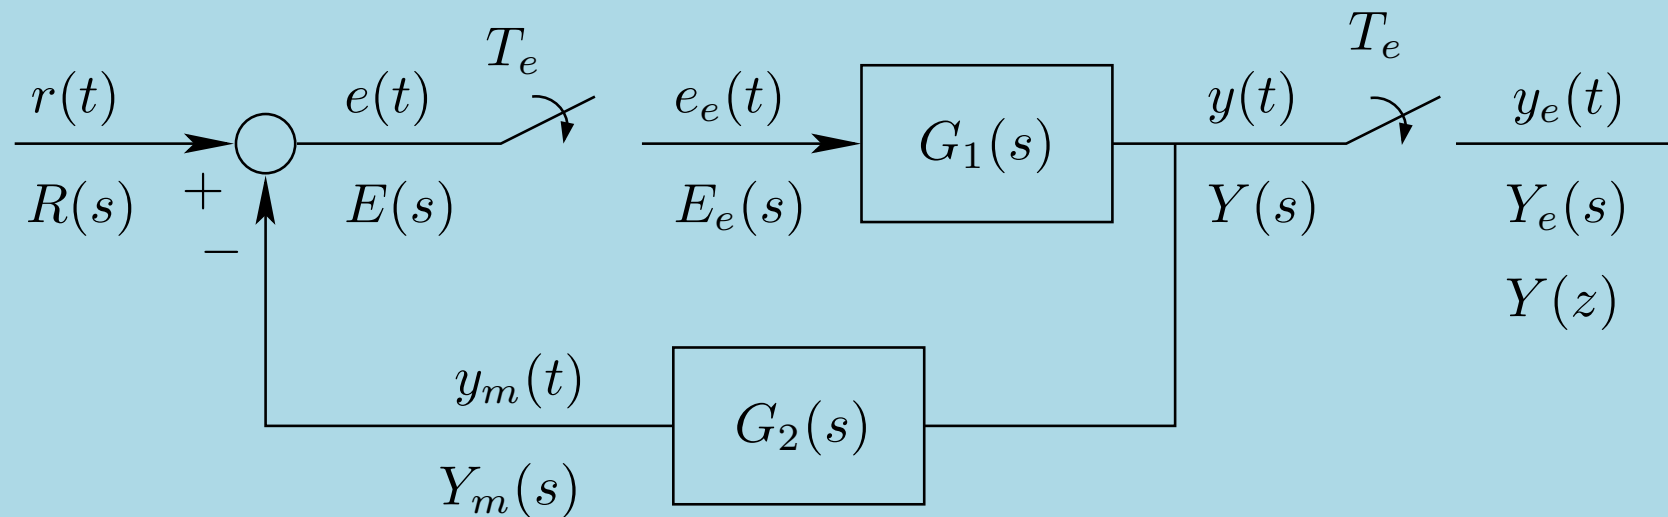 T_e
T_e
r(t)
e(t)
e_e(t)
G_1(s)
y(t)
y_e(t)
R(s)
+
E(s)
E_e(s)
Y(s)
Y_e(s)
−
Y(z)
y_m(t)
G_2(s)
Y_m(s)